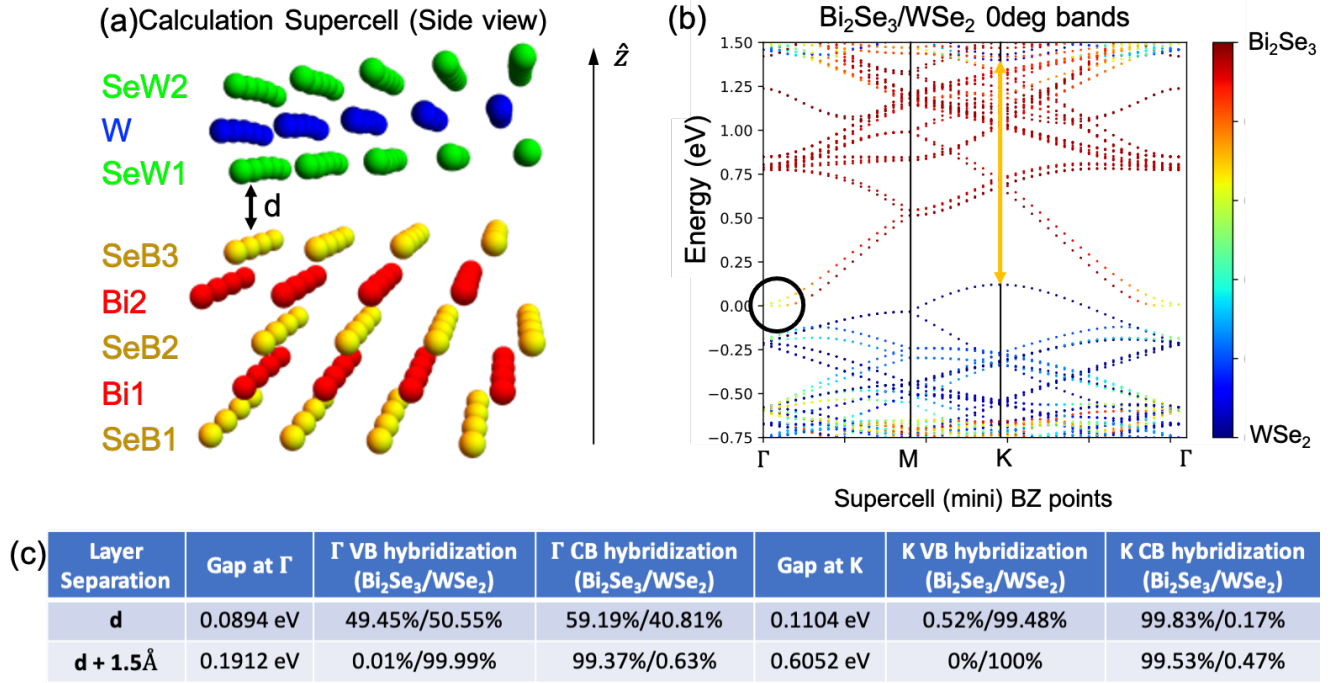 (a)Calculation Supercell (Side view)
SeW2
W
SeW1
d
SeB3
Bi2
SeB2
Bi1
SeB1
ẑ
(b)
Bi₂Se₃/WSe₂ 0deg bands
Energy (eV)
1.50
1.25
1.00
0.75
0.50
0.25
0.00
−0.25
−0.50
−0.75
Γ M K Γ
Supercell (mini) BZ points
Bi₂Se₃
WSe₂
(c)
Layer Separation | Gap at Γ | Γ VB hybridization (Bi₂Se₃/WSe₂) | Γ CB hybridization (Bi₂Se₃/WSe₂) | Gap at K | K VB hybridization (Bi₂Se₃/WSe₂) | K CB hybridization (Bi₂Se₃/WSe₂)
d | 0.0894 eV | 49.45%/50.55% | 59.19%/40.81% | 0.1104 eV | 0.52%/99.48% | 99.83%/0.17%
d + 1.5Å | 0.1912 eV | 0.01%/99.99% | 99.37%/0.63% | 0.6052 eV | 0%/100% | 99.53%/0.47%